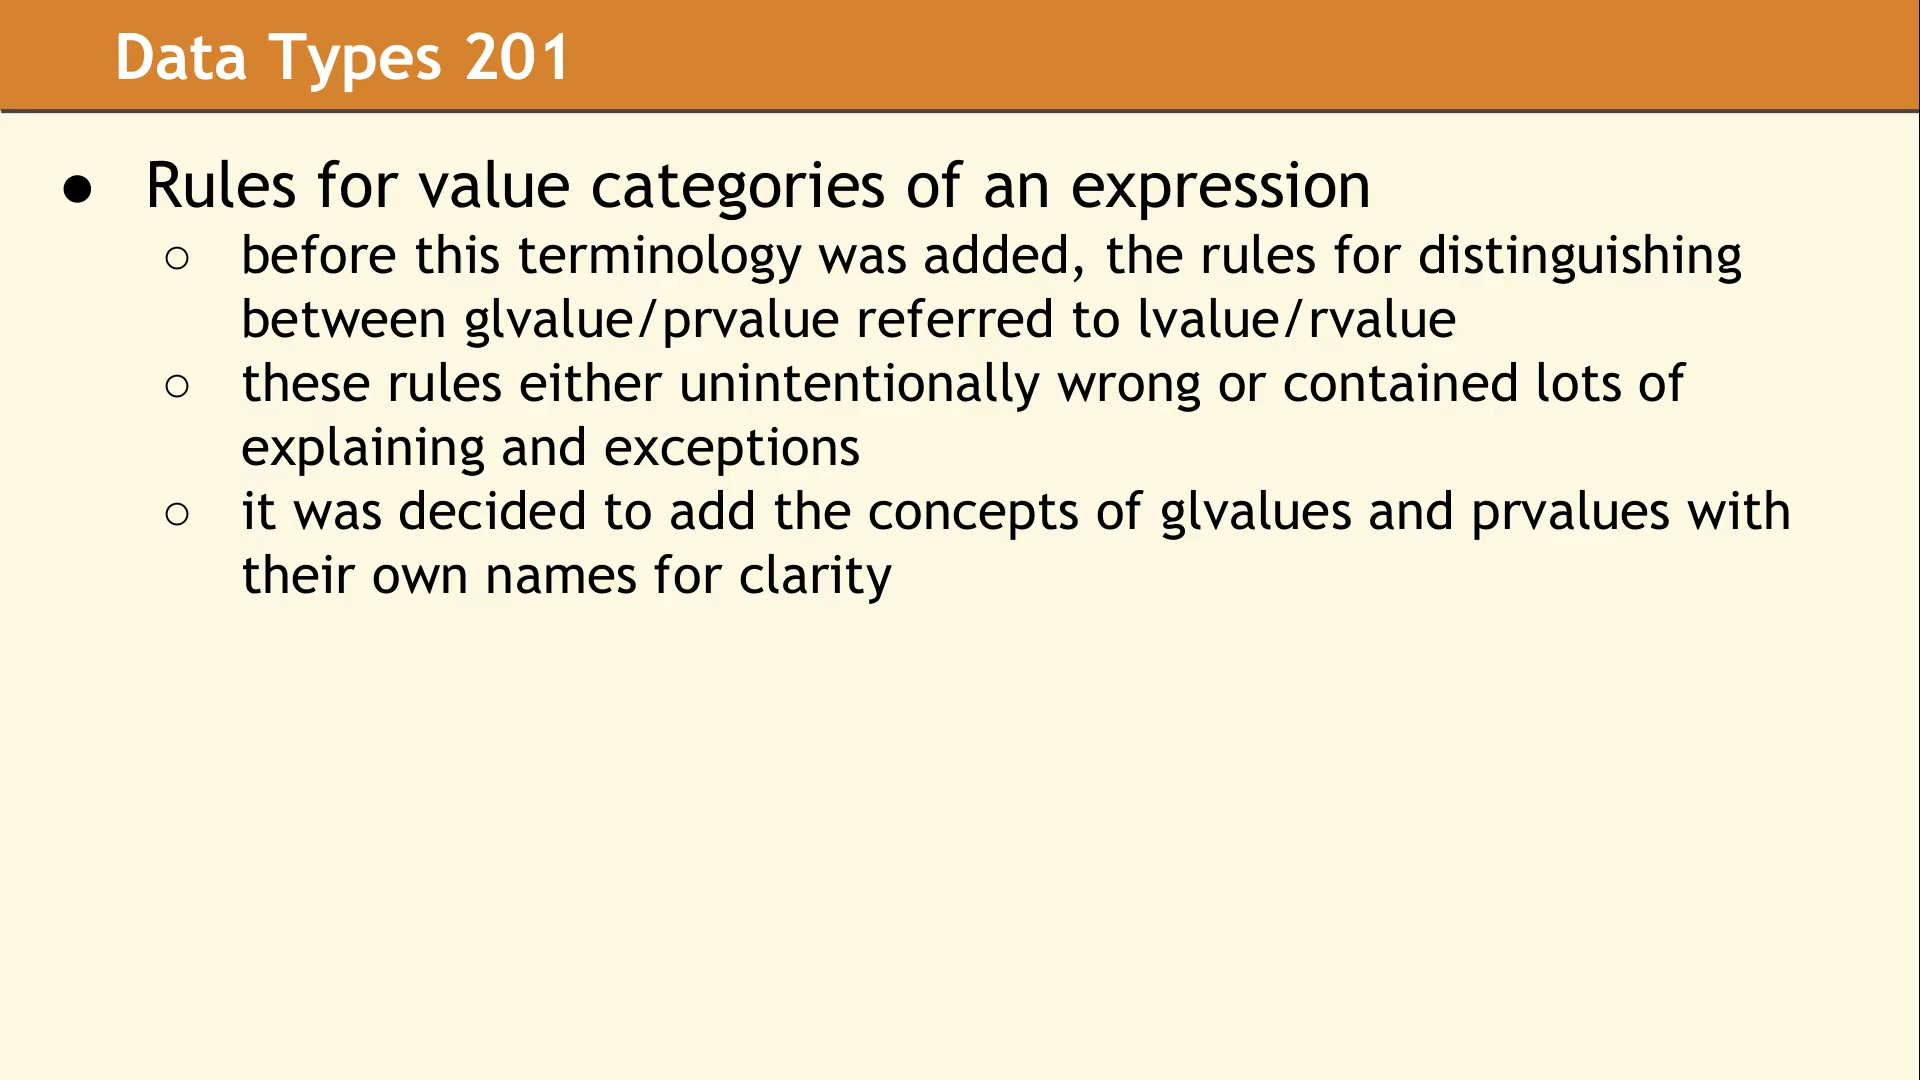 Data Types 201
● Rules for value categories of an expression
○ before this terminology was added, the rules for distinguishing
between glvalue/prvalue referred to lvalue/rvalue
○ these rules either unintentionally wrong or contained lots of
explaining and exceptions
○ it was decided to add the concepts of glvalues and prvalues with
their own names for clarity